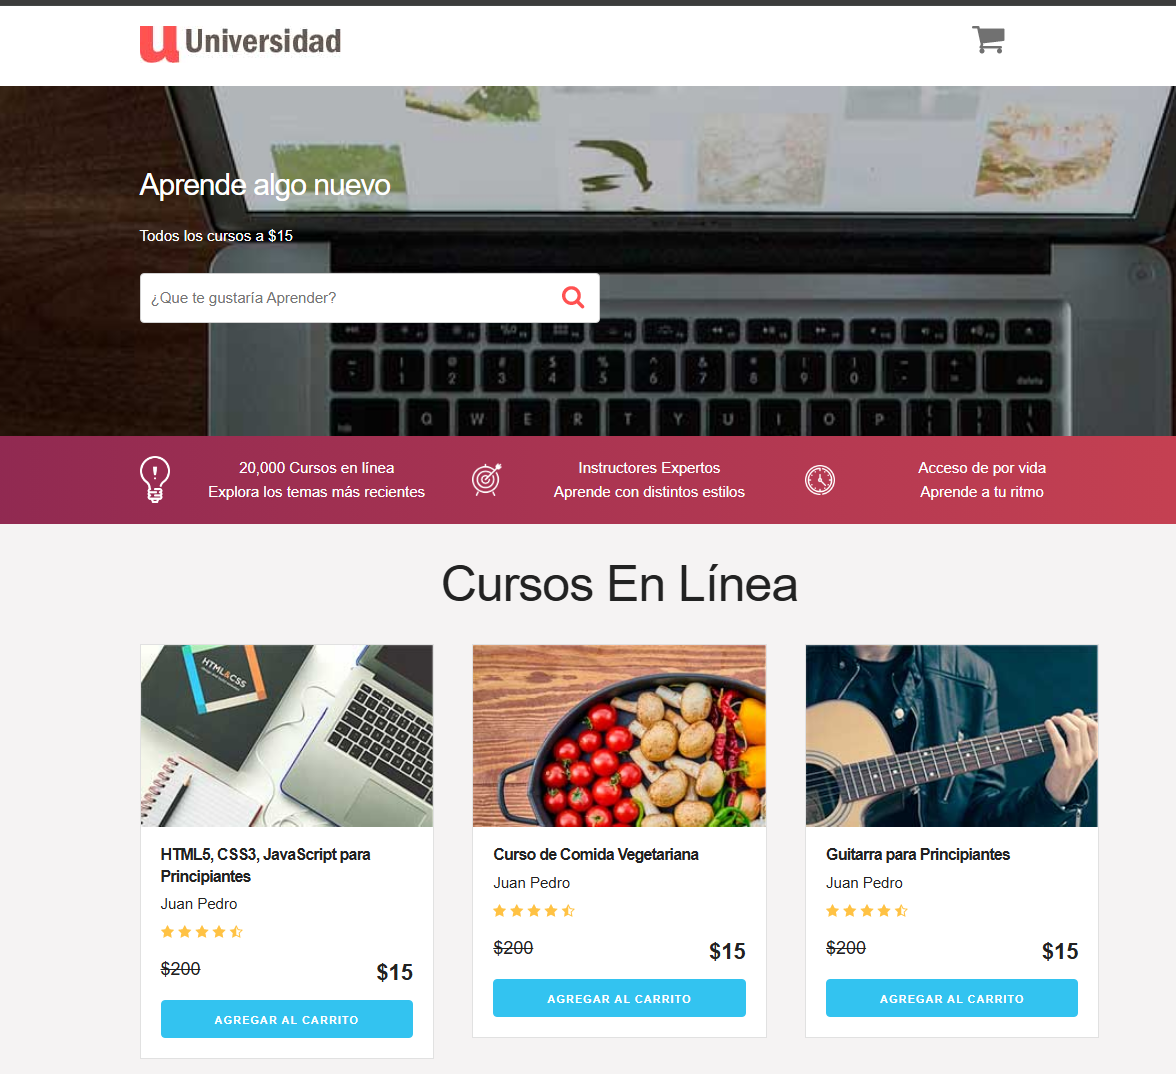 u Universidad
Aprende algo nuevo
Todos los cursos a $15
¿Que te gustaría Aprender?
20,000 Cursos en línea
Explora los temas más recientes
Instructores Expertos
Aprende con distintos estilos
Acceso de por vida
Aprende a tu ritmo
Cursos En Línea
HTML&CSS
HTML5, CSS3, JavaScript para
Principiantes
Juan Pedro
$200
$15
AGREGAR AL CARRITO
Curso de Comida Vegetariana
Juan Pedro
$200
$15
AGREGAR AL CARRITO
Guitarra para Principiantes
Juan Pedro
$200
$15
AGREGAR AL CARRITO